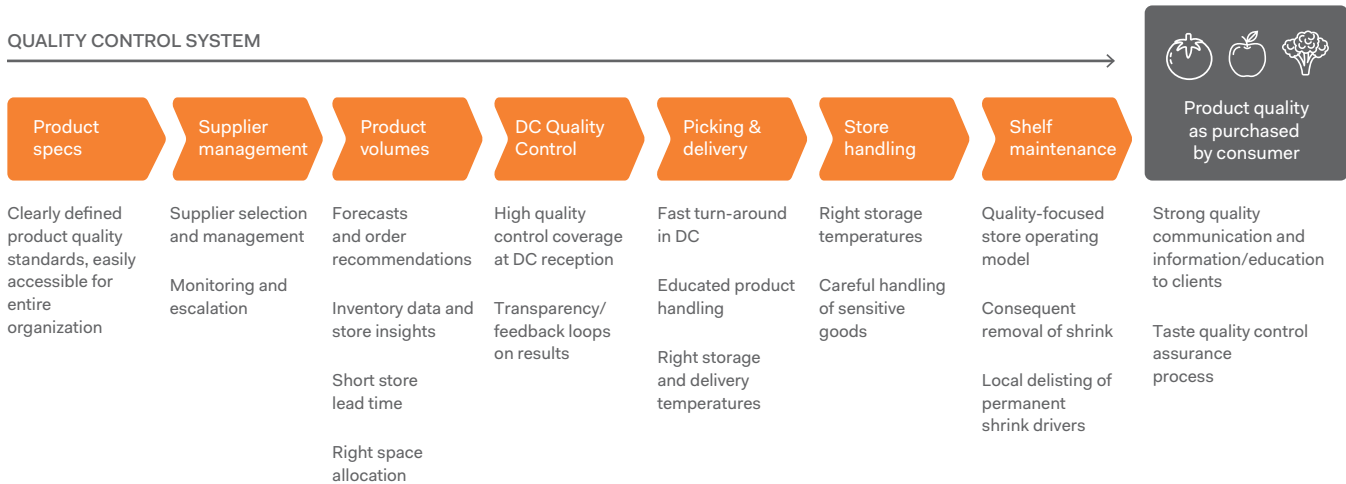 QUALITY CONTROL SYSTEM
Product
specs
Supplier
management
Product
volumes
DC Quality
Control
Picking &
delivery
Store
handling
Shelf
maintenance
Product quality
as purchased
by consumer
Clearly defined
product quality
standards, easily
accessible for
entire
organization
Supplier selection
and management
Monitoring and
escalation
Forecasts
and order
recommendations
Inventory data and
store insights
Short store
lead time
Right space
allocation
High quality
control coverage
at DC reception
Transparency/
feedback loops
on results
Fast turn-around
in DC
Educated product
handling
Right storage
and delivery
temperatures
Right storage
temperatures
Careful handling
of sensitive
goods
Quality-focused
store operating
model
Consequent
removal of shrink
Local delisting of
permanent
shrink drivers
Strong quality
communication and
information/education
to clients
Taste quality control
assurance
process